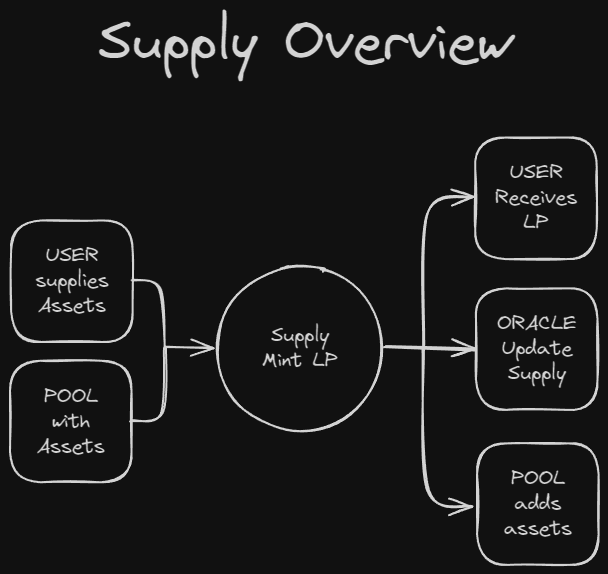 Supply Overview
USER
supplies
Assets
POOL
with
Assets
Supply
Mint LP
USER
Receives
LP
ORACLE
Update
Supply
POOL
adds
assets